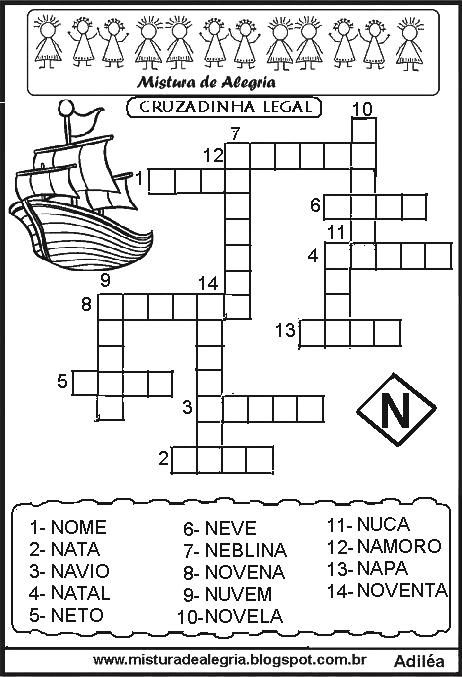 Mistura de Alegria
CRUZADINHA LEGAL
10
7
12
1
6
11
4
9
14
8
13
5
N
3
2
1- NOME
2- NATA
3- NAVIO
4- NATAL
5- NETO
6- NEVE
7- NEBLINA
8- NOVENA
9- NUVEM
10-NOVELA
11- NUCA
12- NAMORO
13- NAPA
14- NOVENTA
www.misturadealegria.blogspot.com.br
Adiléa